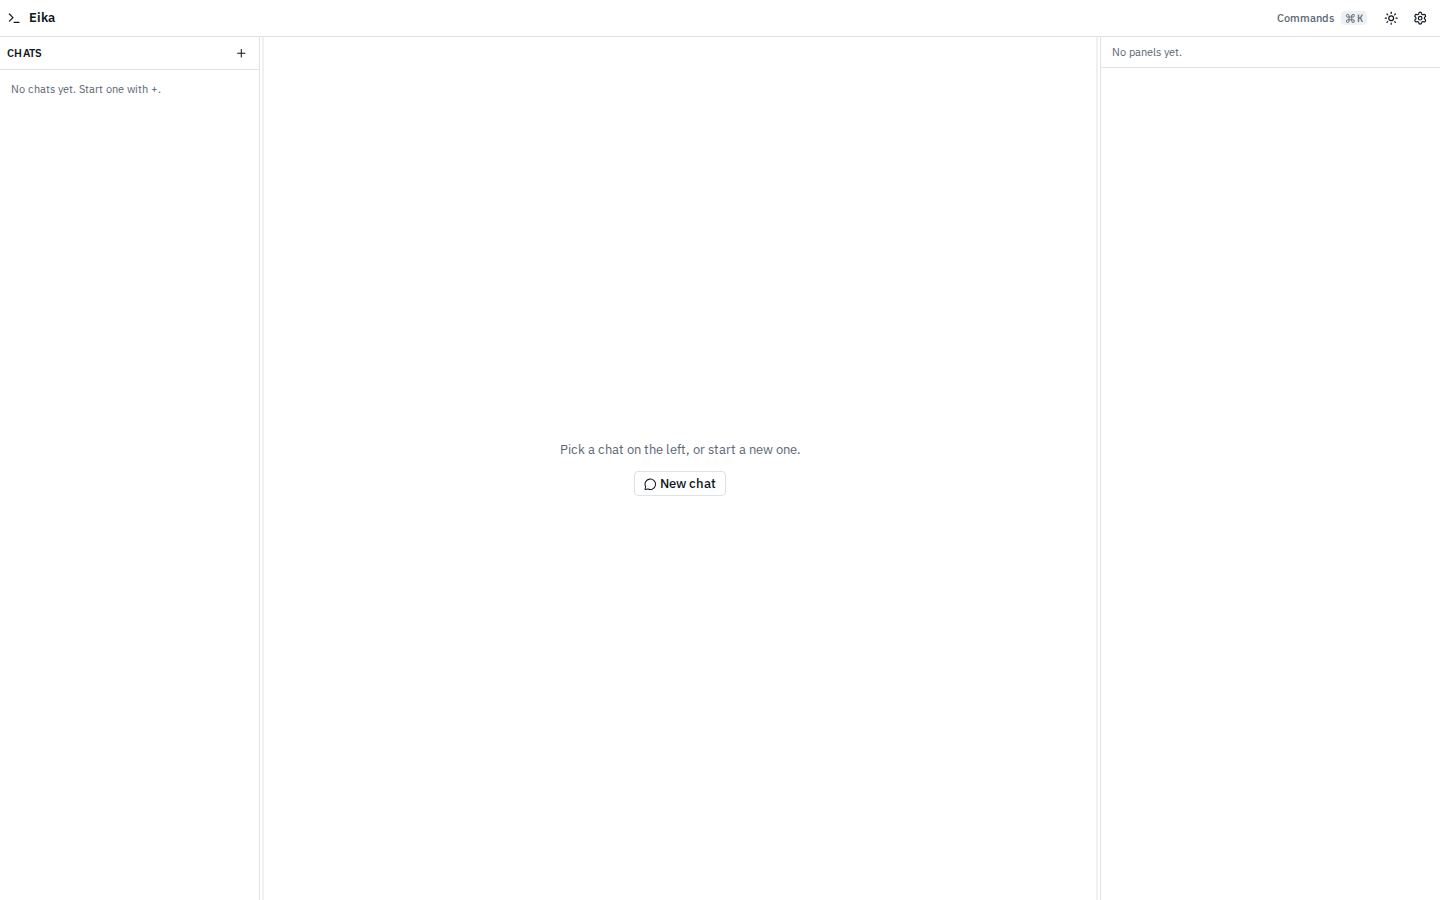 Eika
Commands ⌘K
CHATS
No chats yet. Start one with +.
No panels yet.
Pick a chat on the left, or start a new one.
New chat